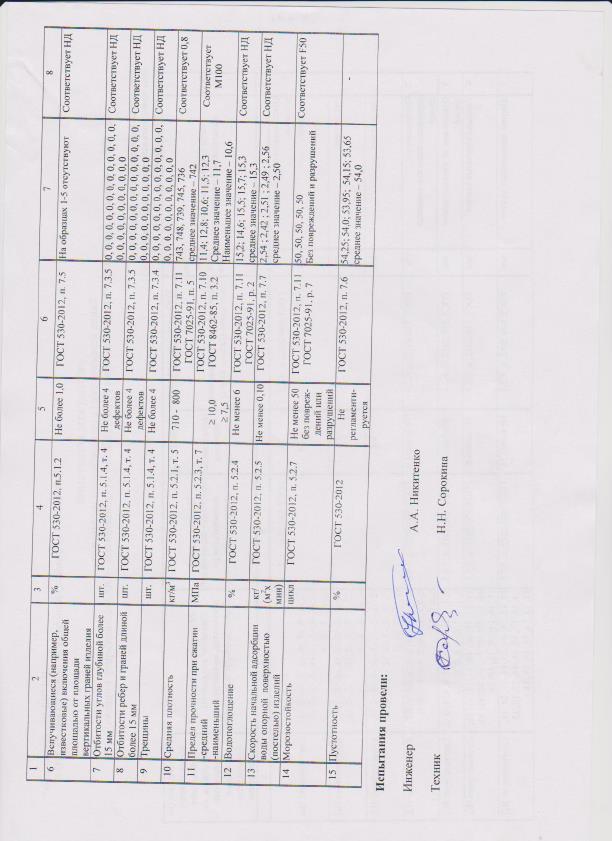 1 2 3 4 5 6 7 8
6 Вспучивающиеся (например, % ГОСТ 530-2012, п.5.1.2 Не более 1,0 ГОСТ 530-2012, п. 7.5 На образцах 1-5 отсутствуют Соответствует НД
известковые) включения общей
площадью от площади
вертикальных граней изделия
7 Отбитости углов глубиной более шт. ГОСТ 530-2012, п. 5.1.4, т. 4 Не более 4 ГОСТ 530-2012, п. 7.3.5 0, 0, 0, 0, 0, 0, 0, 0, 0, 0, 0, 0, Соответствует НД
15 мм дефектов 0, 0, 0, 0, 0, 0, 0, 0, 0
8 Отбитости ребер и граней длиной шт. ГОСТ 530-2012, п. 5.1.4, т. 4 Не более 4 ГОСТ 530-2012, п. 7.3.5 0, 0, 0, 0, 0, 0, 0, 0, 0, 0, 0, 0, Соответствует НД
более 15 мм дефектов 0, 0, 0, 0, 0, 0, 0, 0, 0
9 Трещины шт. ГОСТ 530-2012, п. 5.1.4, т. 4 Не более 4 ГОСТ 530-2012, п. 7.3.4 0, 0, 0, 0, 0, 0, 0, 0, 0, 0, 0, 0, Соответствует НД
0, 0, 0, 0, 0, 0, 0, 0, 0
10 Средняя плотность кг/м³ ГОСТ 530-2012, п. 5.2.1, т. 5 710 - 800 ГОСТ 530-2012, п. 7.11 743, 748, 739, 745, 736 Соответствует 0,8
ГОСТ 7025-91, п. 5 среднее значение – 742
11 Предел прочности при сжатии МПа ГОСТ 530-2012, п. 5.2.3, т. 7 ГОСТ 530-2012, п. 7.10 11,4; 12,8; 10,6; 11,5; 12,3 Соответствует
-средний ≥ 10,0 ГОСТ 8462-85, п. 3.2 Среднее значение – 11,7 М100
-наименьший ≥ 7,5 Наименьшее значение – 10,6
12 Водопоглощение % ГОСТ 530-2012, п. 5.2.4 Не менее 6 ГОСТ 530-2012, п. 7.11 15,2; 14,6; 15,5; 15,7; 15,3 Соответствует НД
ГОСТ 7025-91, р. 2 среднее значение – 15,3
13 Скорость начальной адсорбции кг/ ГОСТ 530-2012, п. 5.2.5 Не менее 0,10 ГОСТ 530-2012, п. 7.7 2,54 ; 2,42 ; 2,51 ; 2,49 ; 2,56 Соответствует НД
воды опорной поверхностью (м²х среднее значение – 2,50
(постелью) изделий мин)
14 Морозостойкость цикл ГОСТ 530-2012, п. 5.2.7 Не менее 50 ГОСТ 530-2012, п. 7.11 50, 50, 50, 50, 50 Соответствует F50
без повреж- ГОСТ 7025-91, р. 7 Без повреждений и разрушений
дений или
разрушений
15 Пустотность % ГОСТ 530-2012 Не ГОСТ 530-2012, п. 7.6 54,25; 54,0; 53,95; 54,15; 53,65 -
регламенти- среднее значение – 54,0
руется
Испытания провели:
Инженер А.А. Никитенко
Техник Н.Н. Сорокина